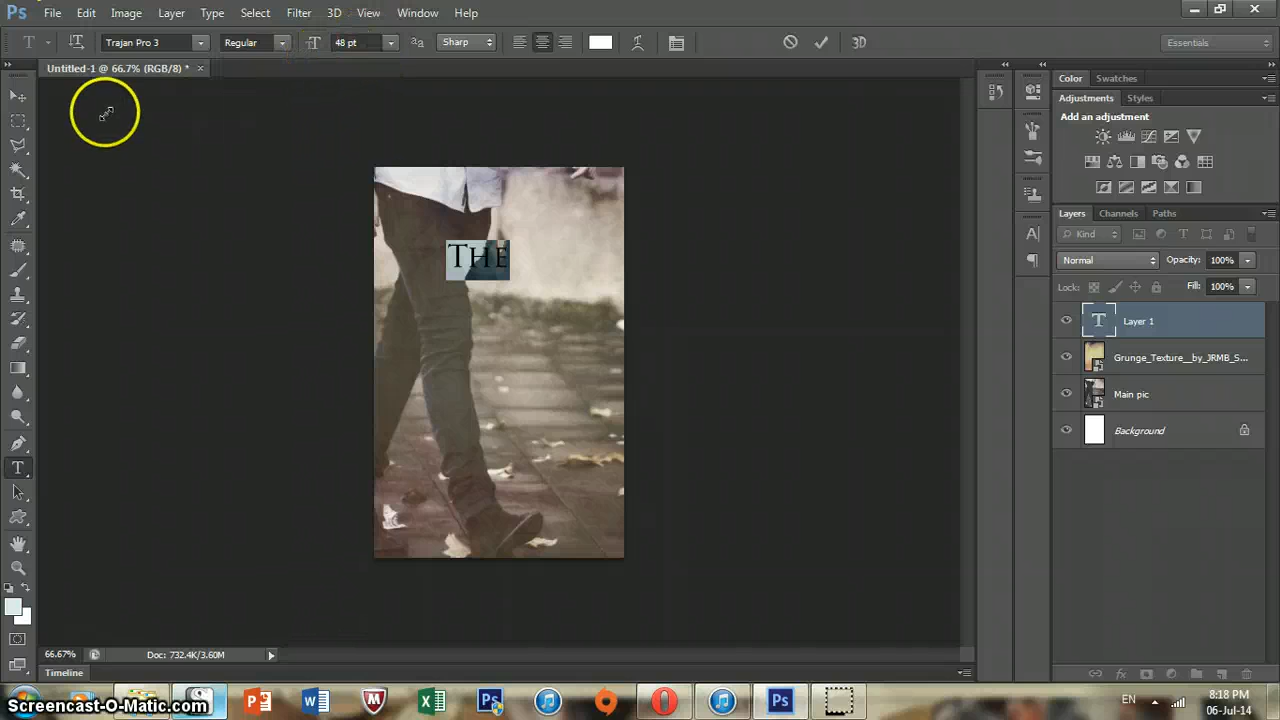 Ps File Edit Image Layer Type Select Filter 3D View Window Help
T Trajan Pro 3 Regular 48 pt aa Sharp 3D Essentials
Untitled-1 @ 66.7% (RGB/8) * ×
Color Swatches
Adjustments Styles
Add an adjustment
Layers Channels Paths
Kind
Normal Opacity: 100%
Lock: Fill: 100%
THE
T Layer 1
Grunge_Texture__by_JRMB_S...
Main pic
Background
66.67% Doc: 732.4K/3.60M
Timeline
EN 8:18 PM
06-Jul-14
Screencast-O-Matic.com